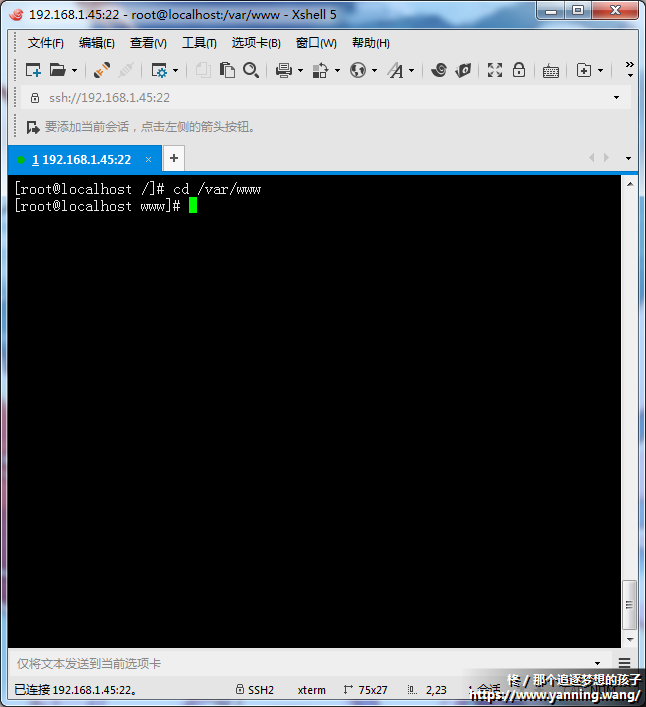 192.168.1.45:22 - root@localhost:/var/www - Xshell 5
文件(F) 编辑(E) 查看(V) 工具(T) 选项卡(B) 窗口(W) 帮助(H)
ssh://192.168.1.45:22
要添加当前会话，点击左侧的箭头按钮。
1 192.168.1.45:22 × +
[root@localhost /]# cd /var/www
[root@localhost www]#
仅将文本发送到当前选项卡
已连接 192.168.1.45:22。 SSH2 xterm 75x27 2,23 1 会话
柊 / 那个追逐梦想的孩子
https://www.yanning.wang/